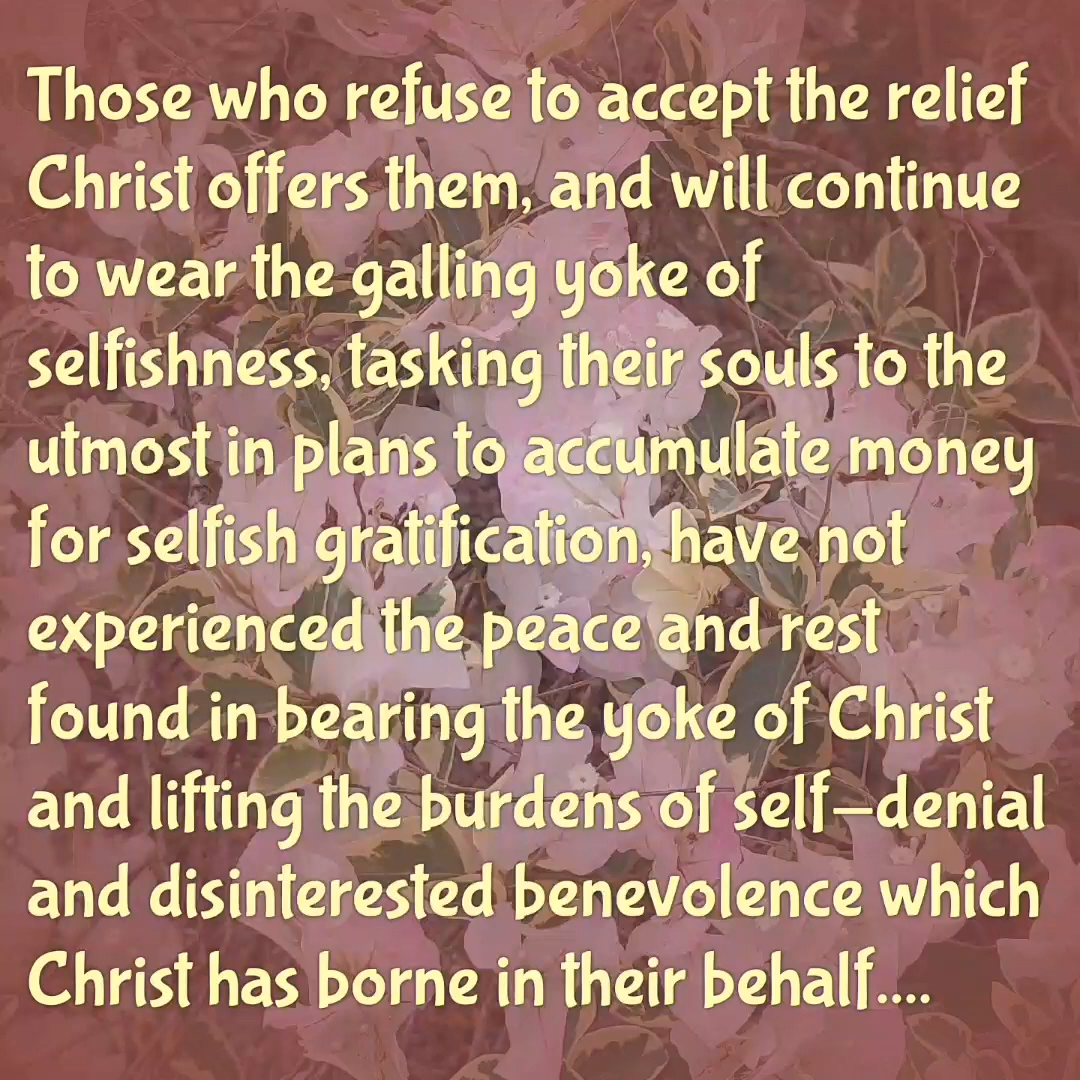 Those who refuse to accept the relief
Christ offers them, and will continue
to wear the galling yoke of
selfishness, tasking their souls to the
utmost in plans to accumulate money
for selfish gratification, have not
experienced the peace and rest
found in bearing the yoke of Christ
and lifting the burdens of self–denial
and disinterested benevolence which
Christ has borne in their behalf....